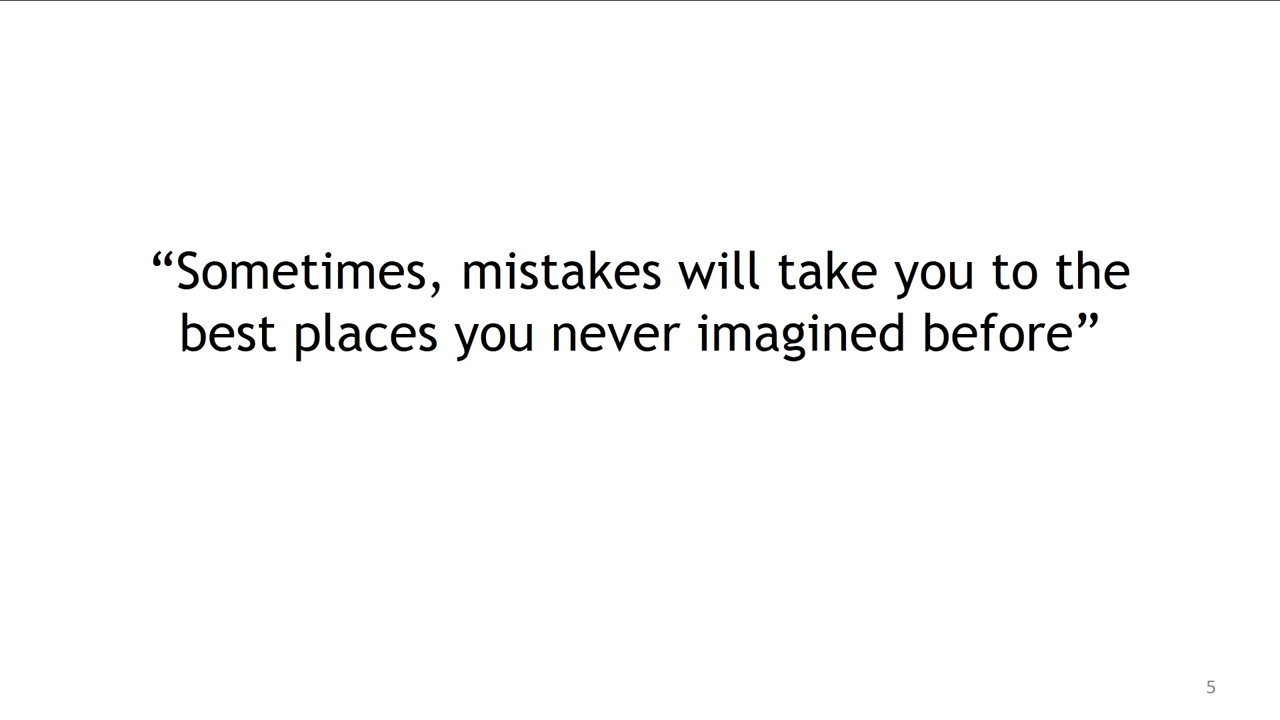 “Sometimes, mistakes will take you to the
best places you never imagined before”
5